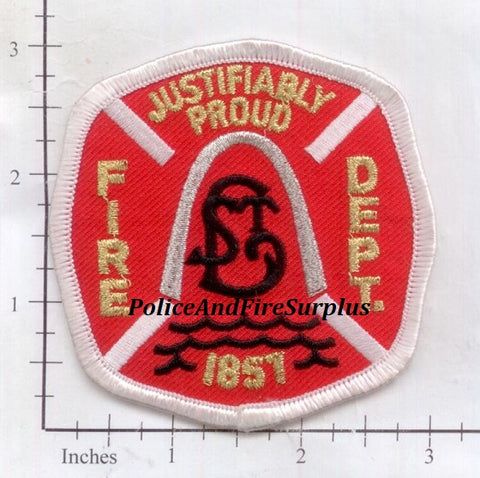 JUSTIFIABLY
PROUD
FIRE
DEPT.
STL
PoliceAndFireSurplus
1857
3
2
1
Inches 1 2 3